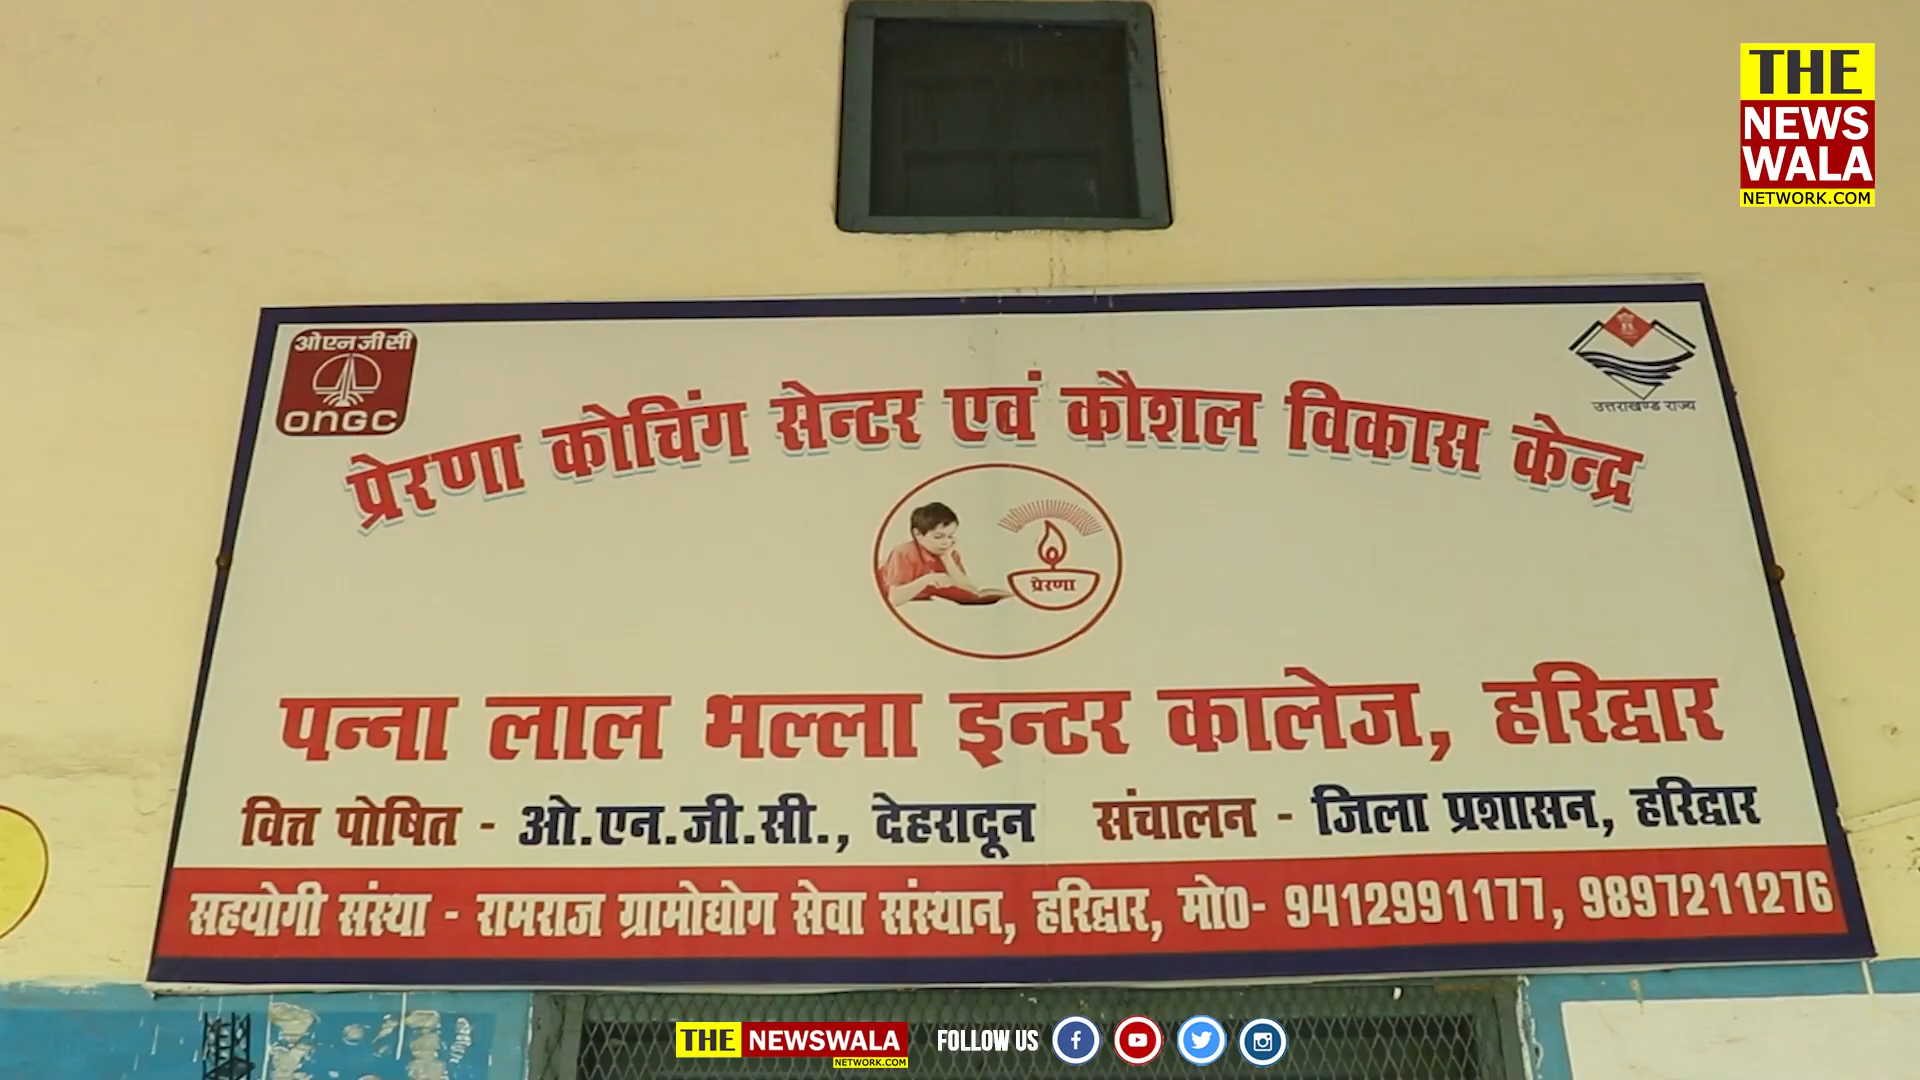 THE
NEWS
WALA
NETWORK.COM
ओएनजीसी
ONGC
उत्तराखण्ड राज्य
प्रेरणा कोचिंग सेन्टर एवं कौशल विकास केन्द्र
प्रेरणा
पन्ना लाल भल्ला इन्टर कालेज, हरिद्वार
वित्त पोषित - ओ.एन.जी.सी., देहरादून संचालन - जिला प्रशासन, हरिद्वार
सहयोगी संस्था - रामराज ग्रामोद्योग सेवा संस्थान, हरिद्वार, मो0- 9412991177, 9897211276
THE NEWSWALA FOLLOW US
NETWORK.COM